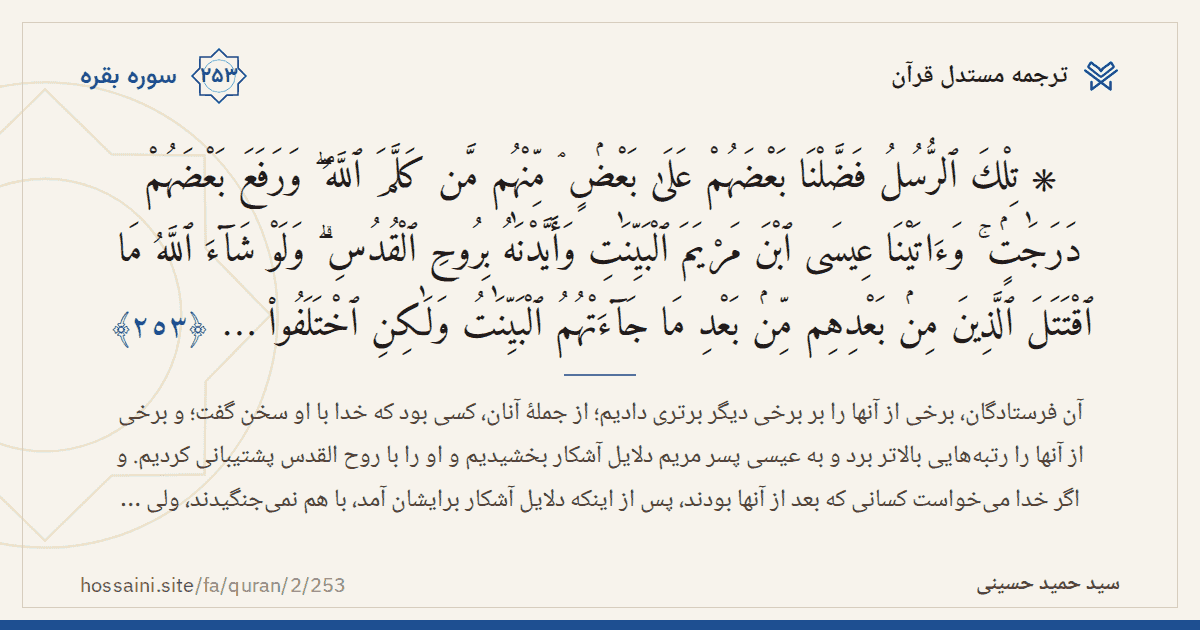 ترجمه مستدل قرآن
۲۵۳ سوره بقره
تِلۡكَ ٱلرُّسُلُ فَضَّلۡنَا بَعۡضَهُمۡ عَلَىٰ بَعۡضٖۘ مِّنۡهُم مَّن كَلَّمَ ٱللَّهُۖ وَرَفَعَ بَعۡضَهُمۡ
دَرَجَٰتٖۚ وَءَاتَيۡنَا عِيسَى ٱبۡنَ مَرۡيَمَ ٱلۡبَيِّنَٰتِ وَأَيَّدۡنَٰهُ بِرُوحِ ٱلۡقُدُسِۗ وَلَوۡ شَآءَ ٱللَّهُ مَا
ٱقۡتَتَلَ ٱلَّذِينَ مِنۢ بَعۡدِهِم مِّنۢ بَعۡدِ مَا جَآءَتۡهُمُ ٱلۡبَيِّنَٰتُ وَلَٰكِنِ ٱخۡتَلَفُواْ ... ﴿٢٥٣﴾
آن فرستادگان، برخی از آنها را بر برخی دیگر برتری دادیم؛ از جملهٔ آنان، کسی بود که خدا با او سخن گفت؛ و برخی
از آنها را رتبه‌هایی بالاتر برد و به عیسی پسر مریم دلایل آشکار بخشیدیم و او را با روح القدس پشتیبانی کردیم. و
اگر خدا می‌خواست کسانی که بعد از آنها بودند، پس از اینکه دلایل آشکار برایشان آمد، با هم نمی‌جنگیدند، ولی ...
سید حمید حسینی
hossaini.site/fa/quran/2/253